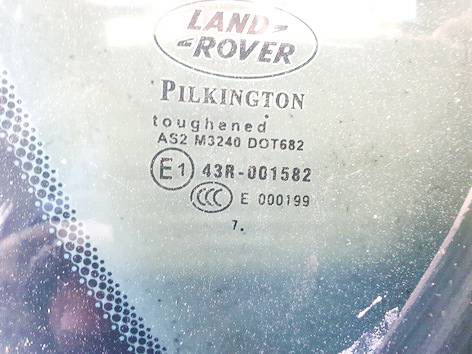 LAND
ROVER
PILKINGTON
toughened
AS2 M3240 DOT682
E1 43R-001582
CCC E 000199
7.